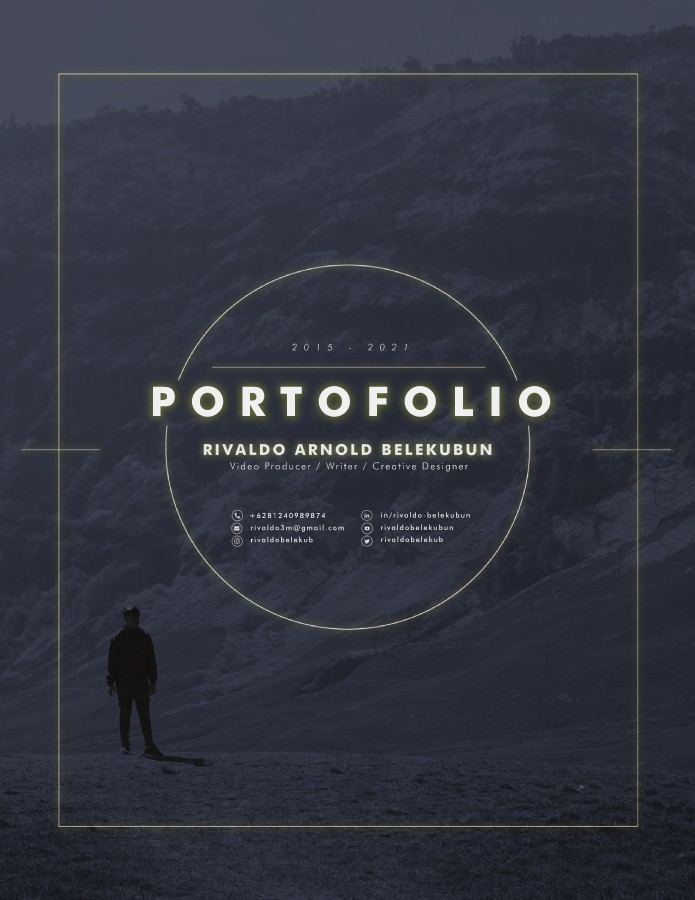 2015 - 2021
PORTOFOLIO
RIVALDO ARNOLD BELEKUBUN
Video Producer / Writer / Creative Designer
+6281240989874
in/rivaldo-belekubun
rivaldo3m@gmail.com
rivaldobelekubun
rivaldobelekub
rivaldobelekub